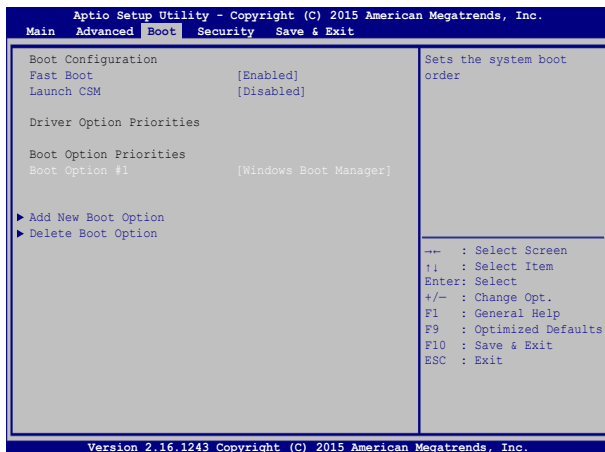 Aptio Setup Utility - Copyright (C) 2015 American Megatrends, Inc.
Main Advanced Boot Security Save & Exit
Boot Configuration
Fast Boot [Enabled]
Launch CSM [Disabled]
Driver Option Priorities
Boot Option Priorities
Boot Option #1 [Windows Boot Manager]
Add New Boot Option
Delete Boot Option
Sets the system boot
order
→← : Select Screen
↑↓ : Select Item
Enter: Select
+/— : Change Opt.
F1 : General Help
F9 : Optimized Defaults
F10 : Save & Exit
ESC : Exit
Version 2.16.1243 Copyright (C) 2015 American Megatrends, Inc.